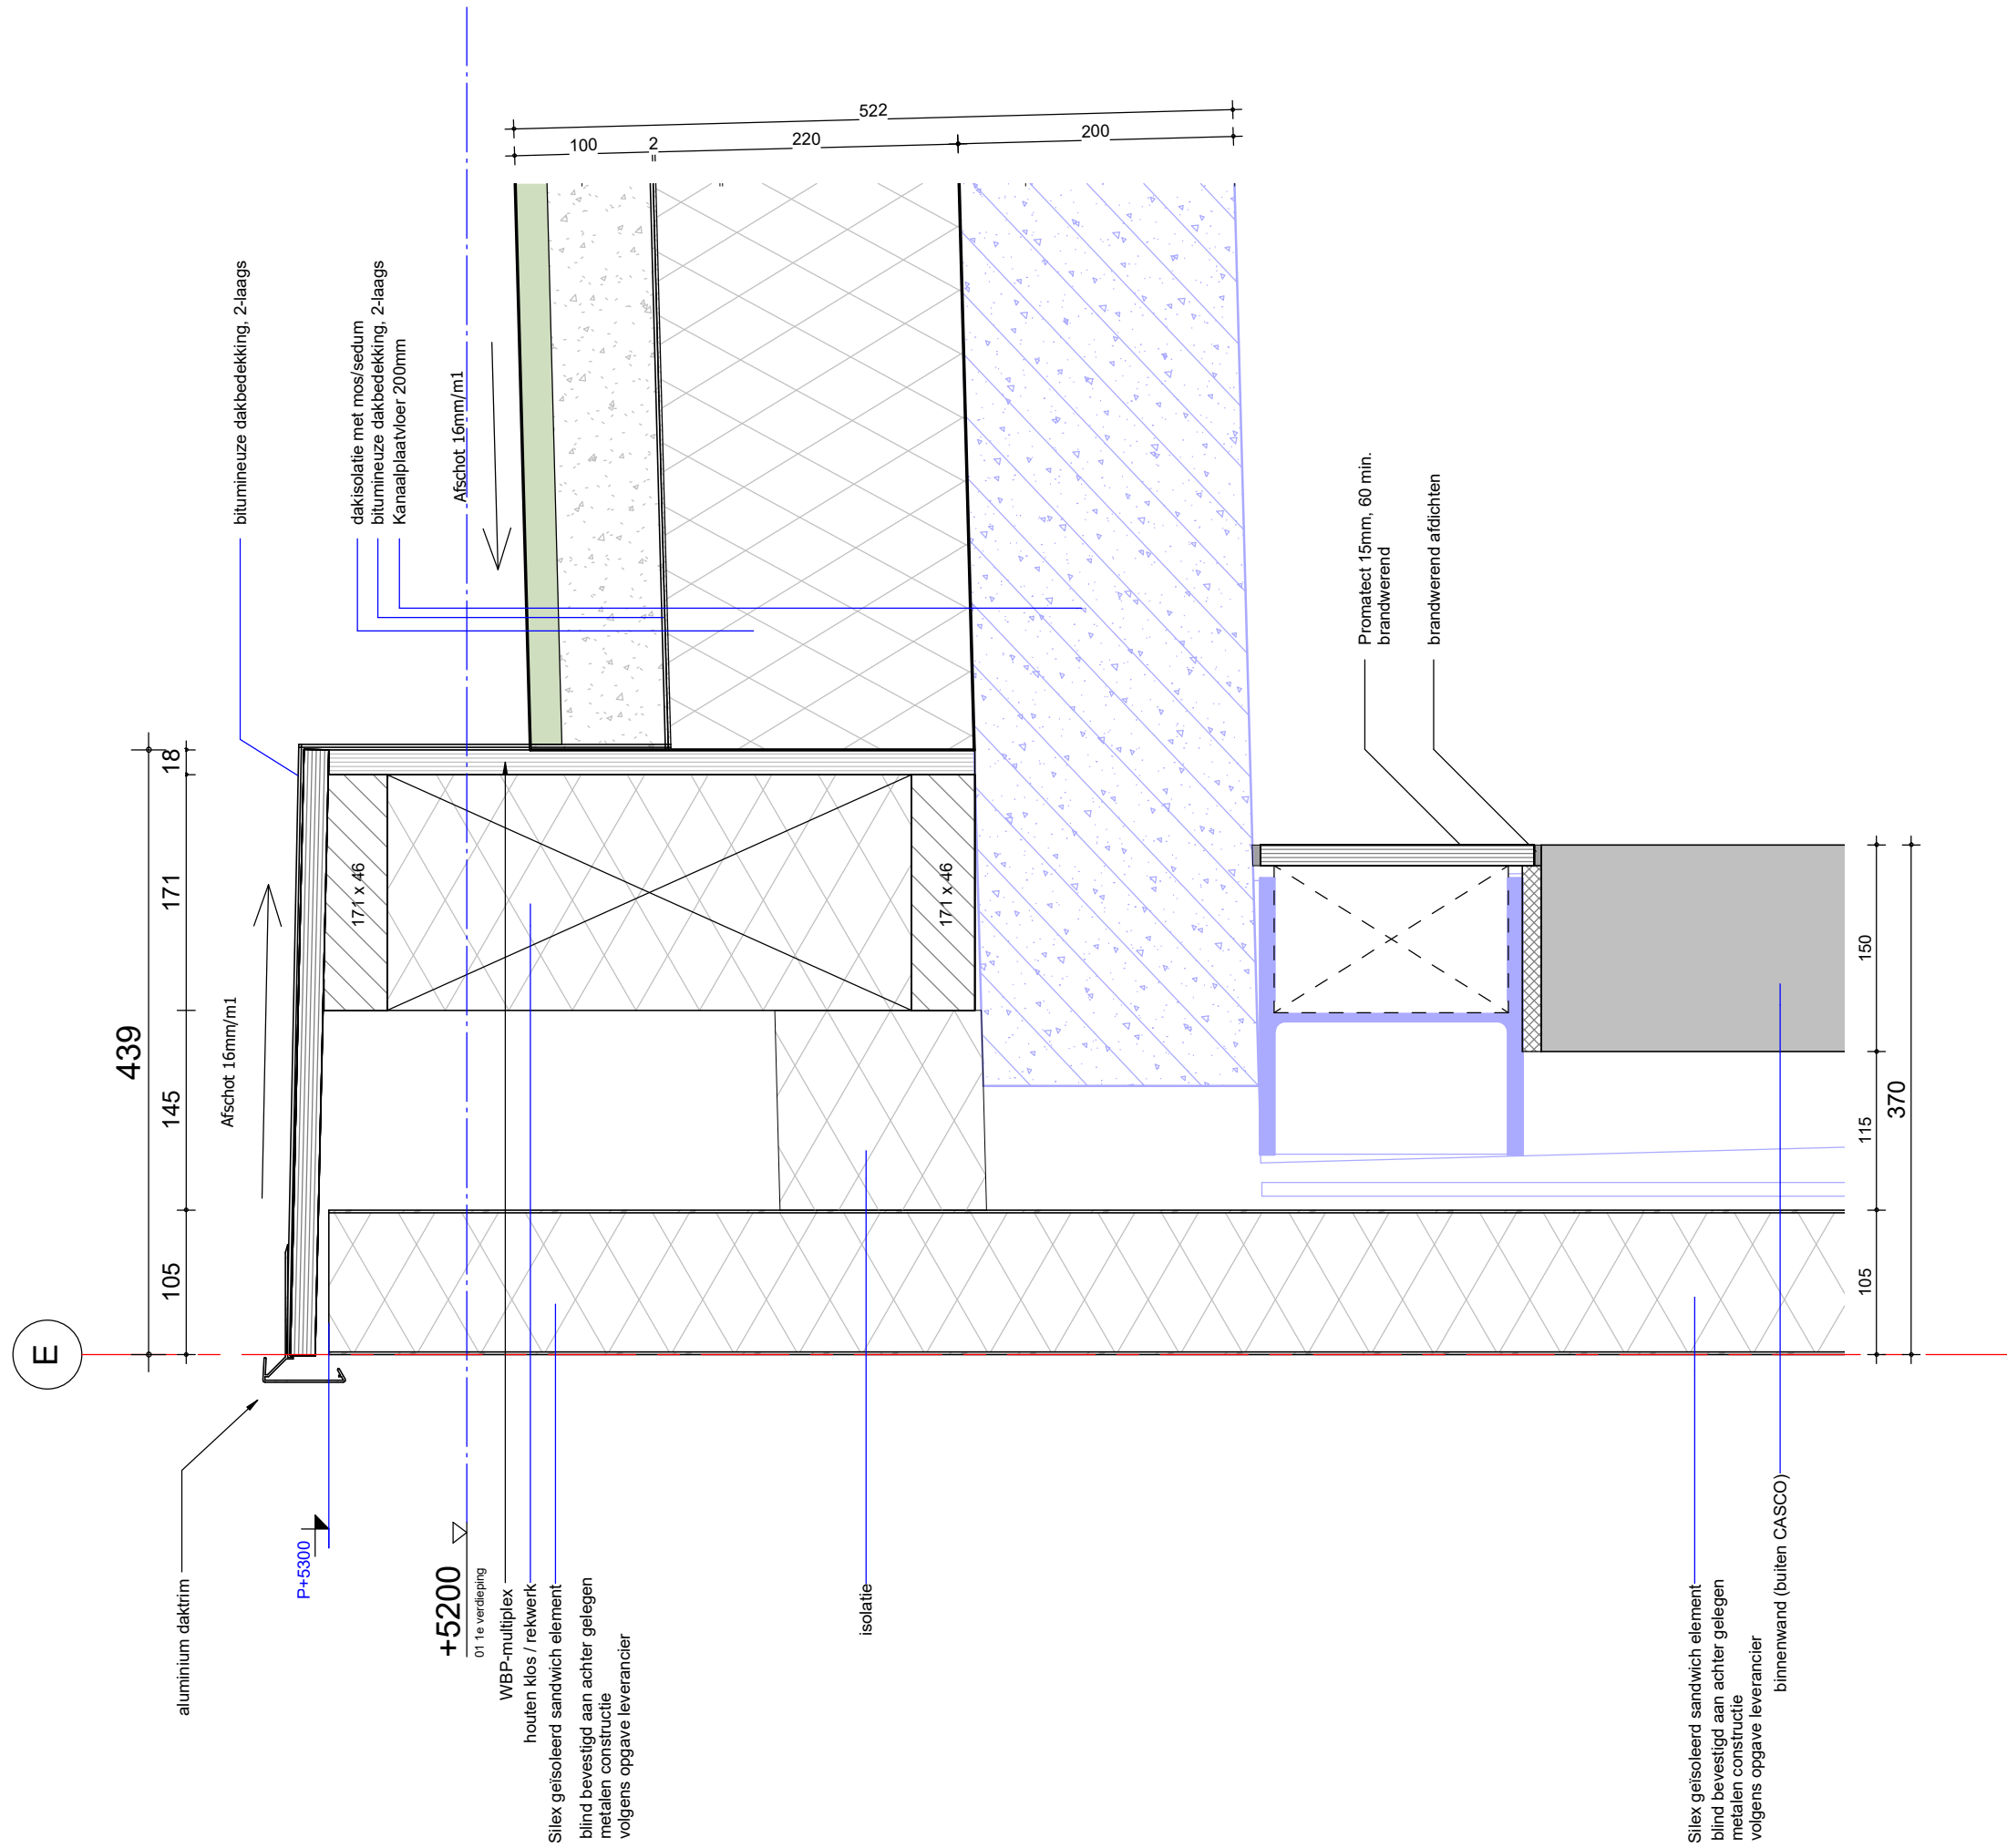 E
439
105
145
171
18
Afschot 16mm/m1
bitumineuze dakbedekking, 2-laags
dakisolatie met mos/sedum
bitumineuze dakbedekking, 2-laags
Kanaalplaatvloer 200mm
Afschot 16mm/m1
522
100
2
220
200
aluminium daktrim
P+5300
+5200
01 1e verdieping
WBP-multiplex
houten klos / rekwerk
Silex geïsoleerd sandwich element
blind bevestigd aan achter gelegen
metalen constructie
volgens opgave leverancier
171 x 46
171 x 46
isolatie
Promatect 15mm, 60 min.
brandwerend
brandwerend afdichten
Silex geïsoleerd sandwich element
blind bevestigd aan achter gelegen
metalen constructie
volgens opgave leverancier
binnenwand (buiten CASCO)
105
115
150
370